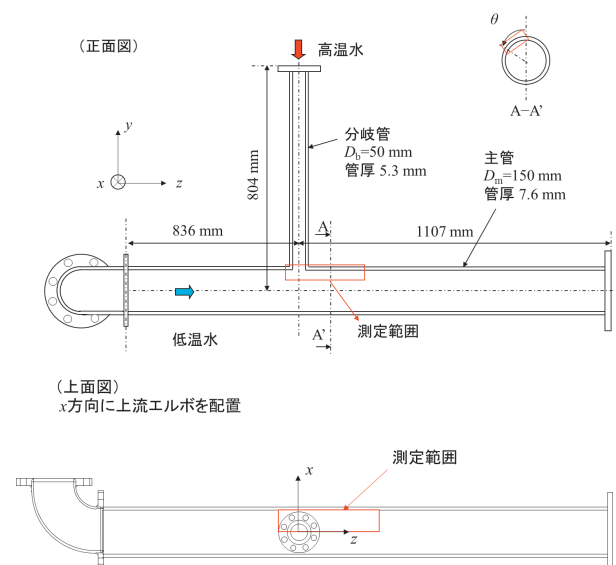 (正面図)
高温水
θ
A−A'
分岐管
D_b=50 mm
管厚 5.3 mm
主管
D_m=150 mm
管厚 7.6 mm
y
x
z
804 mm
836 mm
A
1107 mm
低温水
A'
測定範囲
(上面図)
x方向に上流エルボを配置
測定範囲
x
z